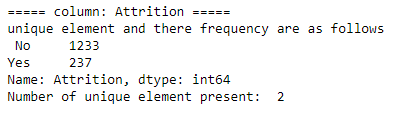 ===== column: Attrition =====
unique element and there frequency are as follows
 No     1233
Yes     237
Name: Attrition, dtype: int64
Number of unique element present:  2